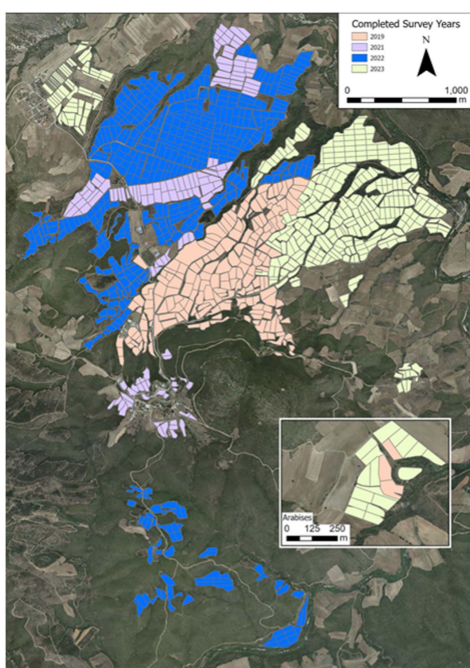 Completed Survey Years
2019
2021
2022
2023
N
0 1,000
m
Arabises
0 125 250
m